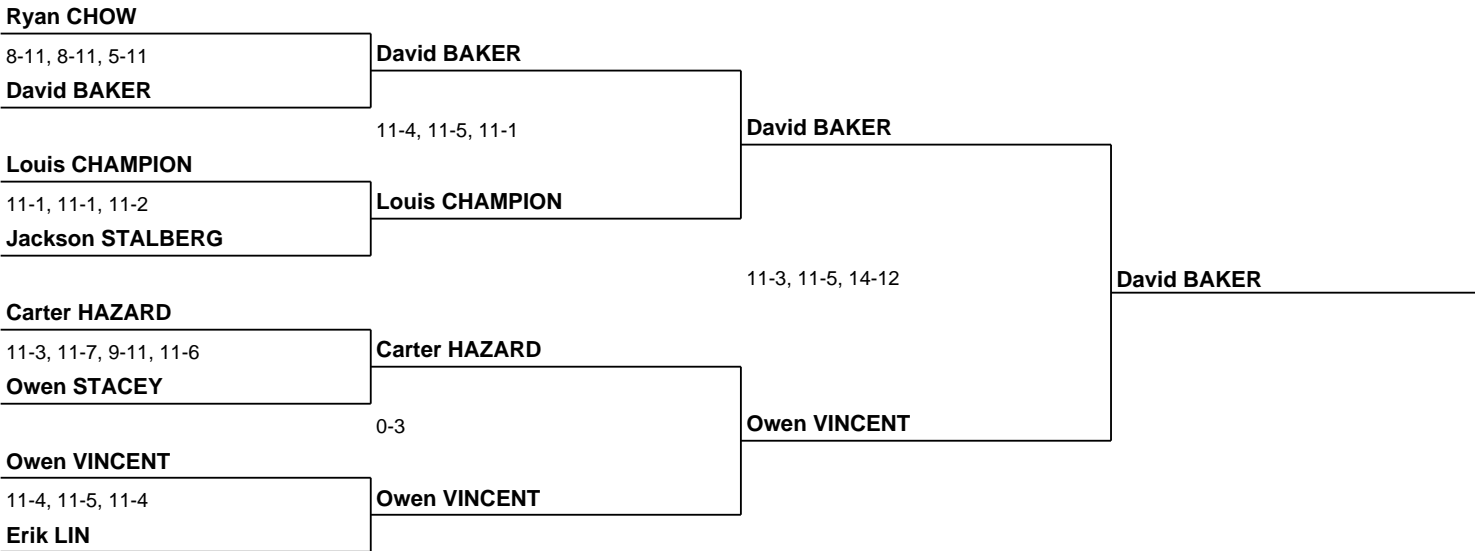 Ryan CHOW
8-11, 8-11, 5-11
David BAKER
David BAKER
11-4, 11-5, 11-1
David BAKER
Louis CHAMPION
11-1, 11-1, 11-2
Louis CHAMPION
Jackson STALBERG
11-3, 11-5, 14-12
David BAKER
Carter HAZARD
11-3, 11-7, 9-11, 11-6
Carter HAZARD
Owen STACEY
0-3
Owen VINCENT
Owen VINCENT
11-4, 11-5, 11-4
Owen VINCENT
Erik LIN